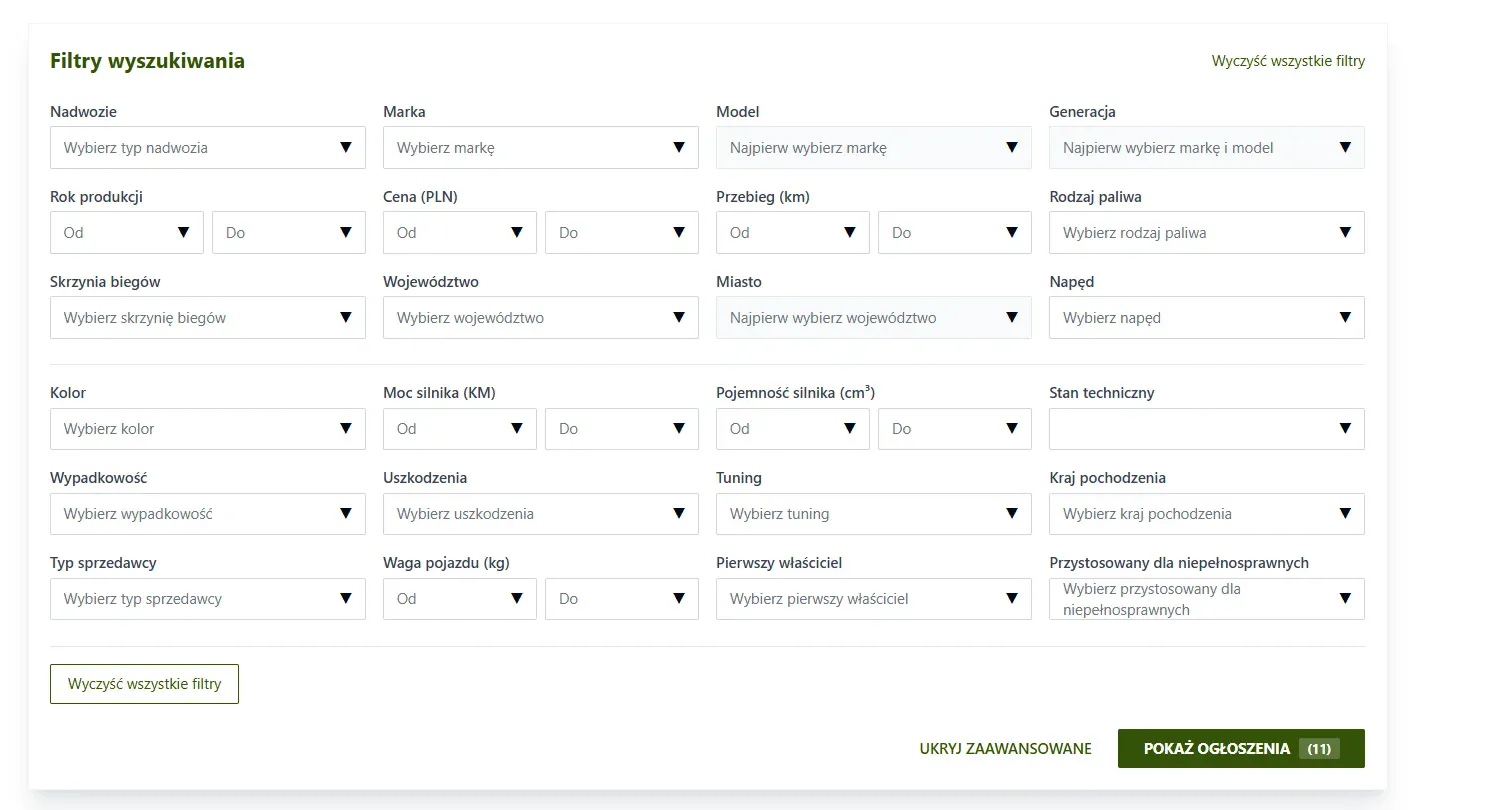 Filtry wyszukiwania
Wyczyść wszystkie filtry
Nadwozie
Marka
Model
Generacja
Wybierz typ nadwozia
Wybierz markę
Najpierw wybierz markę
Najpierw wybierz markę i model
Rok produkcji
Cena (PLN)
Przebieg (km)
Rodzaj paliwa
Od
Do
Od
Do
Od
Do
Wybierz rodzaj paliwa
Skrzynia biegów
Województwo
Miasto
Napęd
Wybierz skrzynię biegów
Wybierz województwo
Najpierw wybierz województwo
Wybierz napęd
Kolor
Moc silnika (KM)
Pojemność silnika (cm³)
Stan techniczny
Wybierz kolor
Od
Do
Od
Do
Wypadkowość
Uszkodzenia
Tuning
Kraj pochodzenia
Wybierz wypadkowość
Wybierz uszkodzenia
Wybierz tuning
Wybierz kraj pochodzenia
Typ sprzedawcy
Waga pojazdu (kg)
Pierwszy właściciel
Przystosowany dla niepełnosprawnych
Wybierz typ sprzedawcy
Od
Do
Wybierz pierwszy właściciel
Wybierz przystosowany dla
niepełnosprawnych
Wyczyść wszystkie filtry
UKRYJ ZAAWANSOWANE
POKAŻ OGŁOSZENIA (11)